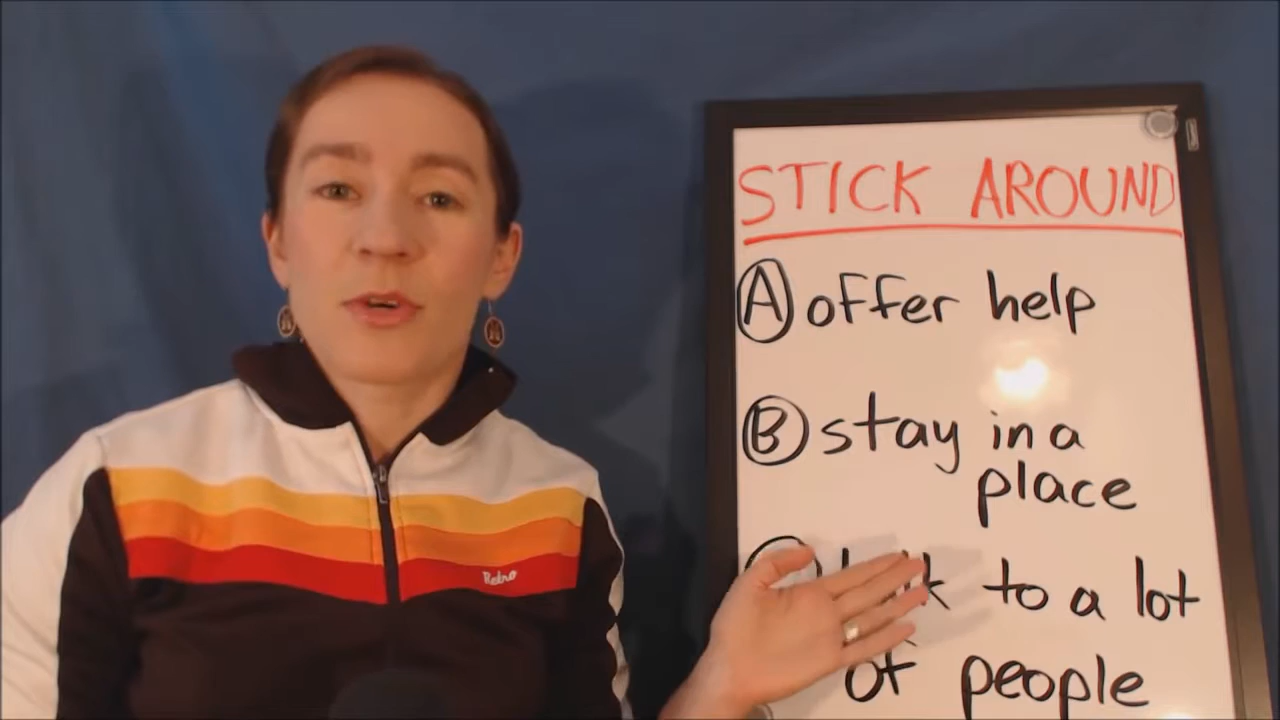 STICK AROUND
A offer help
B stay in a
place
to a lot
of people
Retro